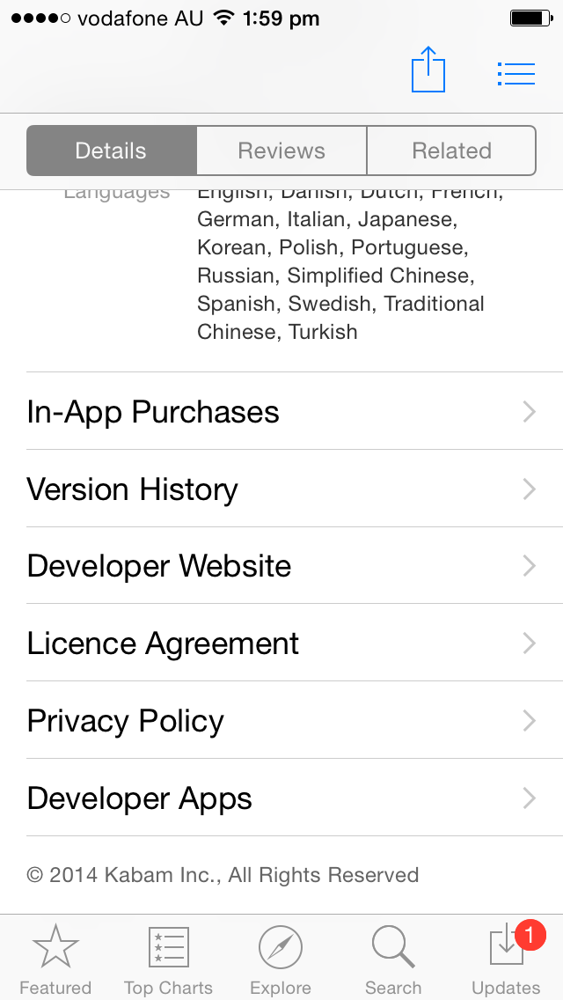 vodafone AU 1:59 pm
Details Reviews Related
Languages English, Danish, Dutch, French,
German, Italian, Japanese,
Korean, Polish, Portuguese,
Russian, Simplified Chinese,
Spanish, Swedish, Traditional
Chinese, Turkish
In-App Purchases
Version History
Developer Website
Licence Agreement
Privacy Policy
Developer Apps
© 2014 Kabam Inc., All Rights Reserved
1
Featured Top Charts Explore Search Updates